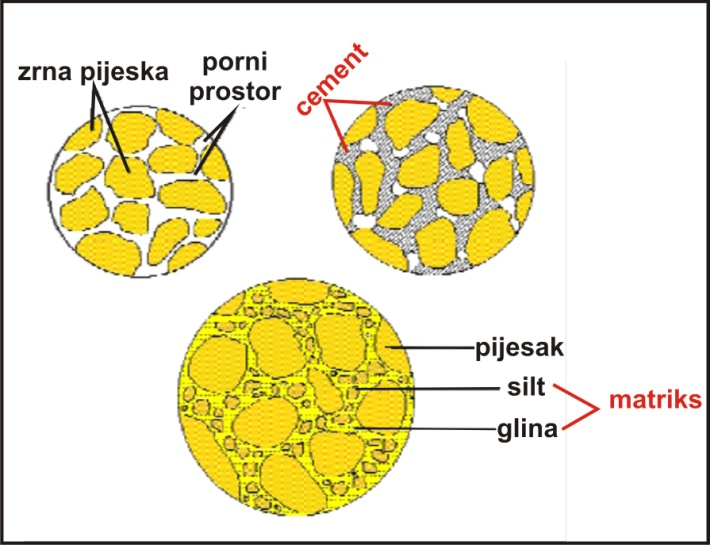 zrna pijeska
porni
prostor
cement
pijesak
silt
glina
matriks